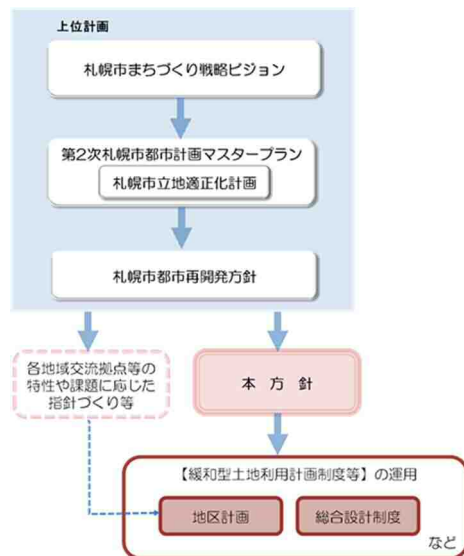 上位計画
札幌市まちづくり戦略ビジョン
第2次札幌市都市計画マスタープラン
札幌市立地適正化計画
札幌市都市再開発方針
各地域交流拠点等の
特性や課題に応じた
指針づくり等
本 方 針
【緩和型土地利用計画制度等】の運用
地区計画
総合設計制度
など